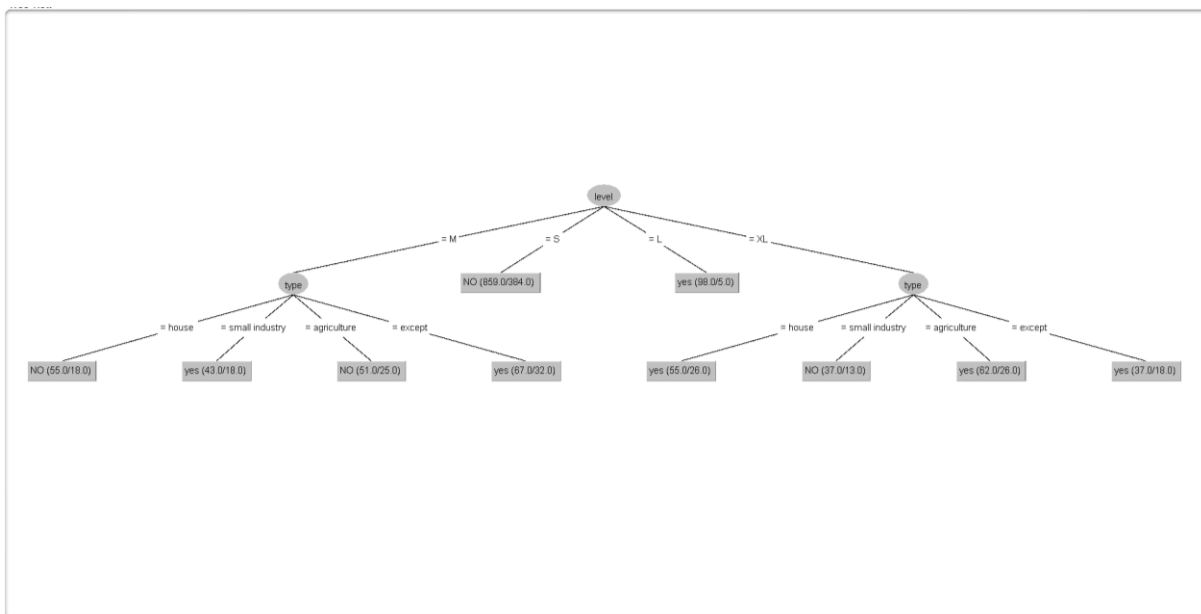 level
= M
= S
= L
= XL
type
NO (859.0/384.0)
yes (98.0/5.0)
type
= house
= small industry
= agriculture
= except
= house
= small industry
= agriculture
= except
NO (55.0/18.0)
yes (43.0/18.0)
NO (51.0/25.0)
yes (67.0/32.0)
yes (55.0/26.0)
NO (37.0/13.0)
yes (62.0/26.0)
yes (37.0/18.0)